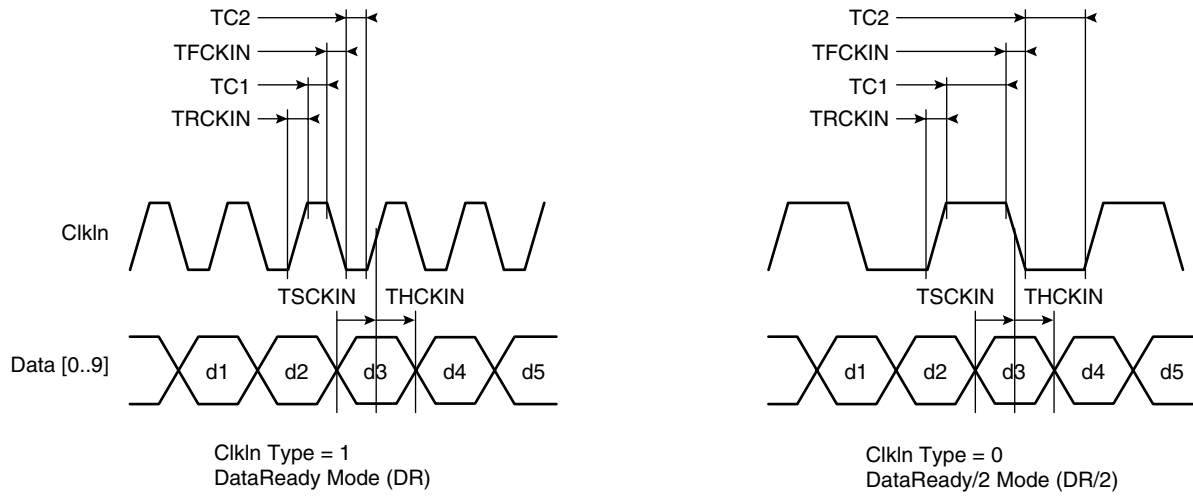 TC2
TFCKIN
TC1
TRCKIN
ClkIn
TSCKIN THCKIN
Data [0..9]
d1 d2 d3 d4 d5
ClkIn Type = 1
DataReady Mode (DR)
TC2
TFCKIN
TC1
TRCKIN
TSCKIN THCKIN
d1 d2 d3 d4 d5
ClkIn Type = 0
DataReady/2 Mode (DR/2)